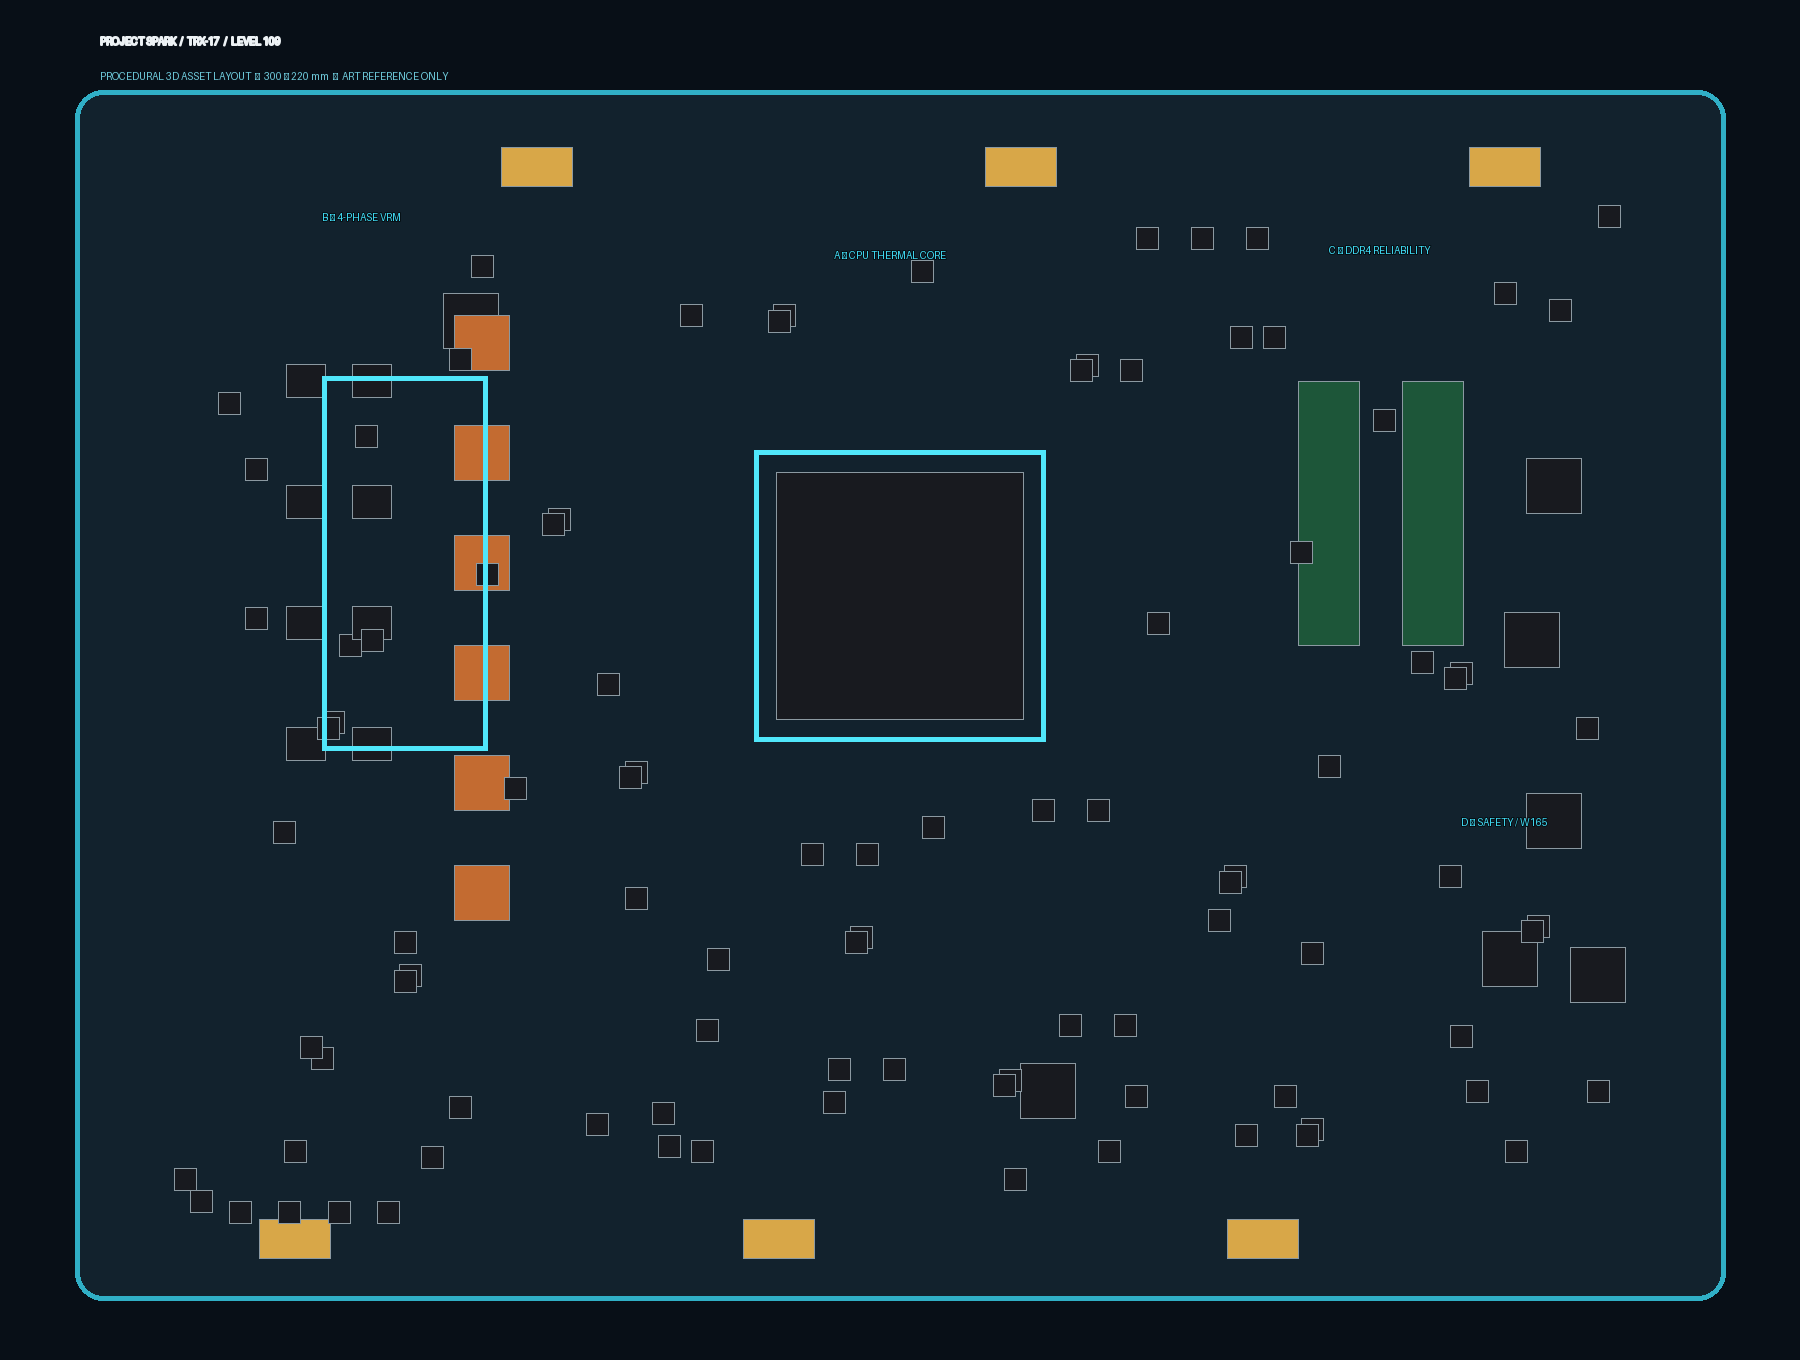 PROJECT SPARK / TRX-17 / LEVEL 109
PROCEDURAL 3D ASSET LAYOUT □ 300 □ 220 mm □ ART REFERENCE ONLY
B □ 4-PHASE VRM
A □ CPU THERMAL CORE
C □ DDR4 RELIABILITY
D □ SAFETY / W165